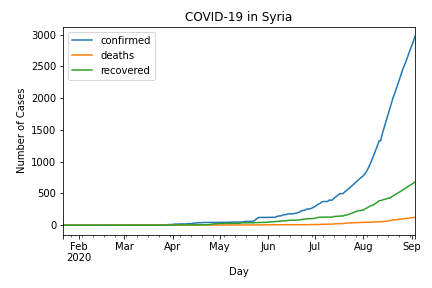 COVID-19 in Syria
confirmed
deaths
recovered
Number of Cases
3000
2500
2000
1500
1000
500
0
Feb Mar Apr May Jun Jul Aug Sep
2020
Day